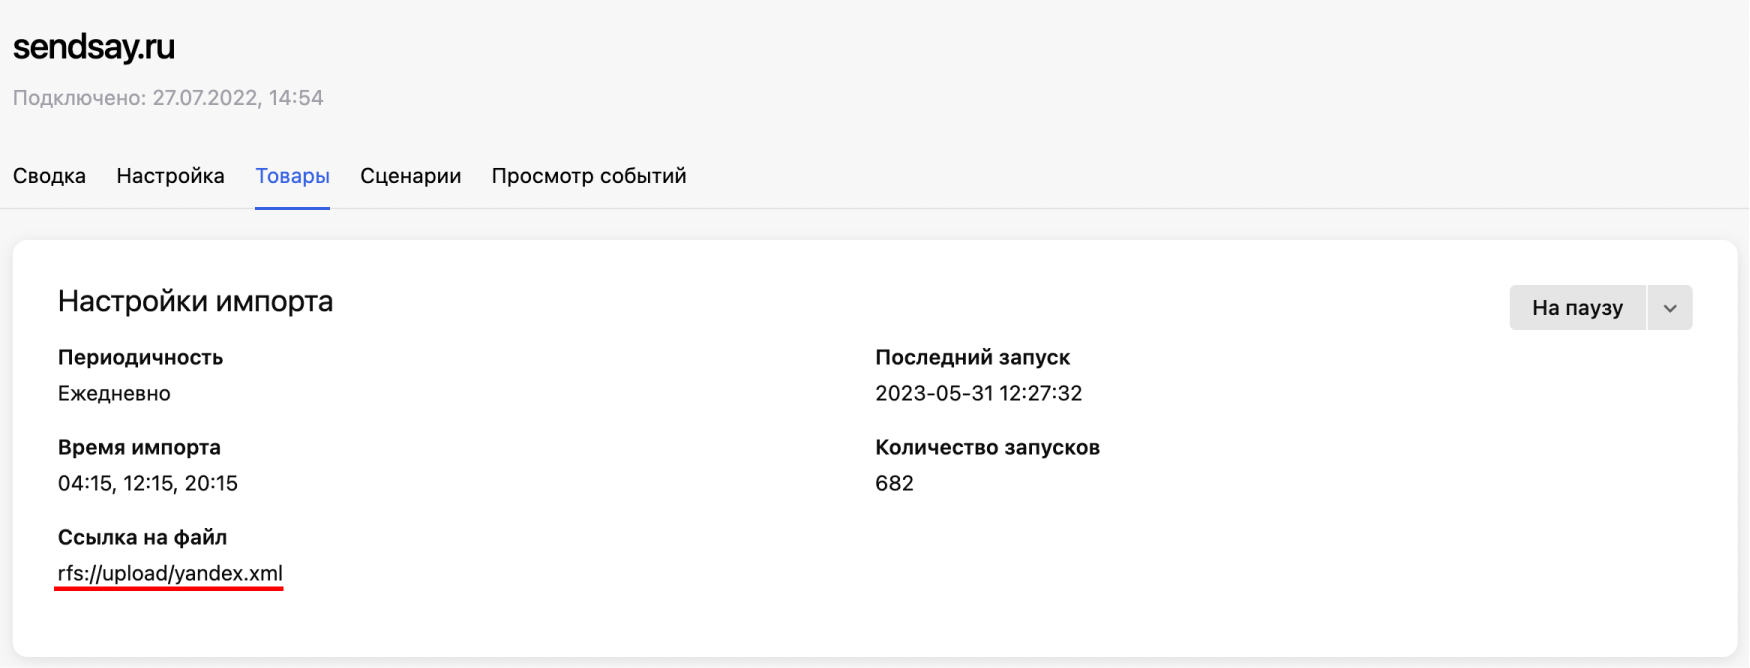 sendsay.ru
Подключено: 27.07.2022, 14:54
Сводка Настройка Товары Сценарии Просмотр событий
Настройки импорта
На паузу
Периодичность
Ежедневно
Последний запуск
2023-05-31 12:27:32
Время импорта
04:15, 12:15, 20:15
Количество запусков
682
Ссылка на файл
rfs://upload/yandex.xml